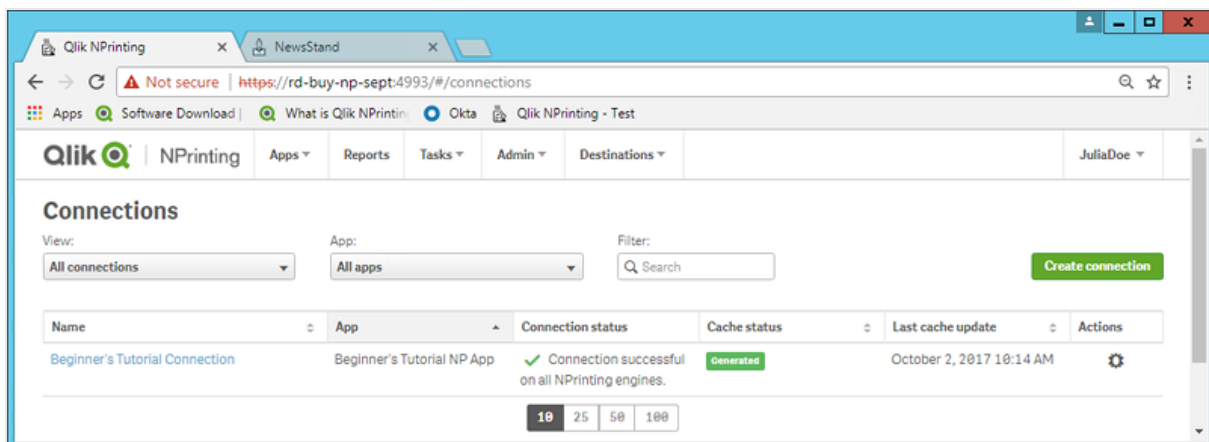 Qlik NPrinting
NewsStand
Not secure | https://rd-buy-np-sept:4993/#/connections
Apps Software Download | What is Qlik NPrinting Okta Qlik NPrinting - Test
Qlik NPrinting Apps Reports Tasks Admin Destinations JuliaDoe
Connections
View: App: Filter:
All connections All apps Search Create connection
Name App Connection status Cache status Last cache update Actions
Beginner's Tutorial Connection Beginner's Tutorial NP App Connection successful Generated October 2, 2017 10:14 AM
on all NPrinting engines.
10 25 50 100